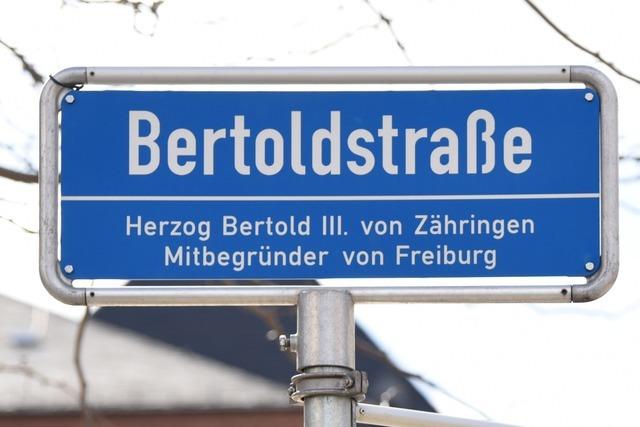 Bertoldstraße
Herzog Bertold III. von Zähringen
Mitbegründer von Freiburg